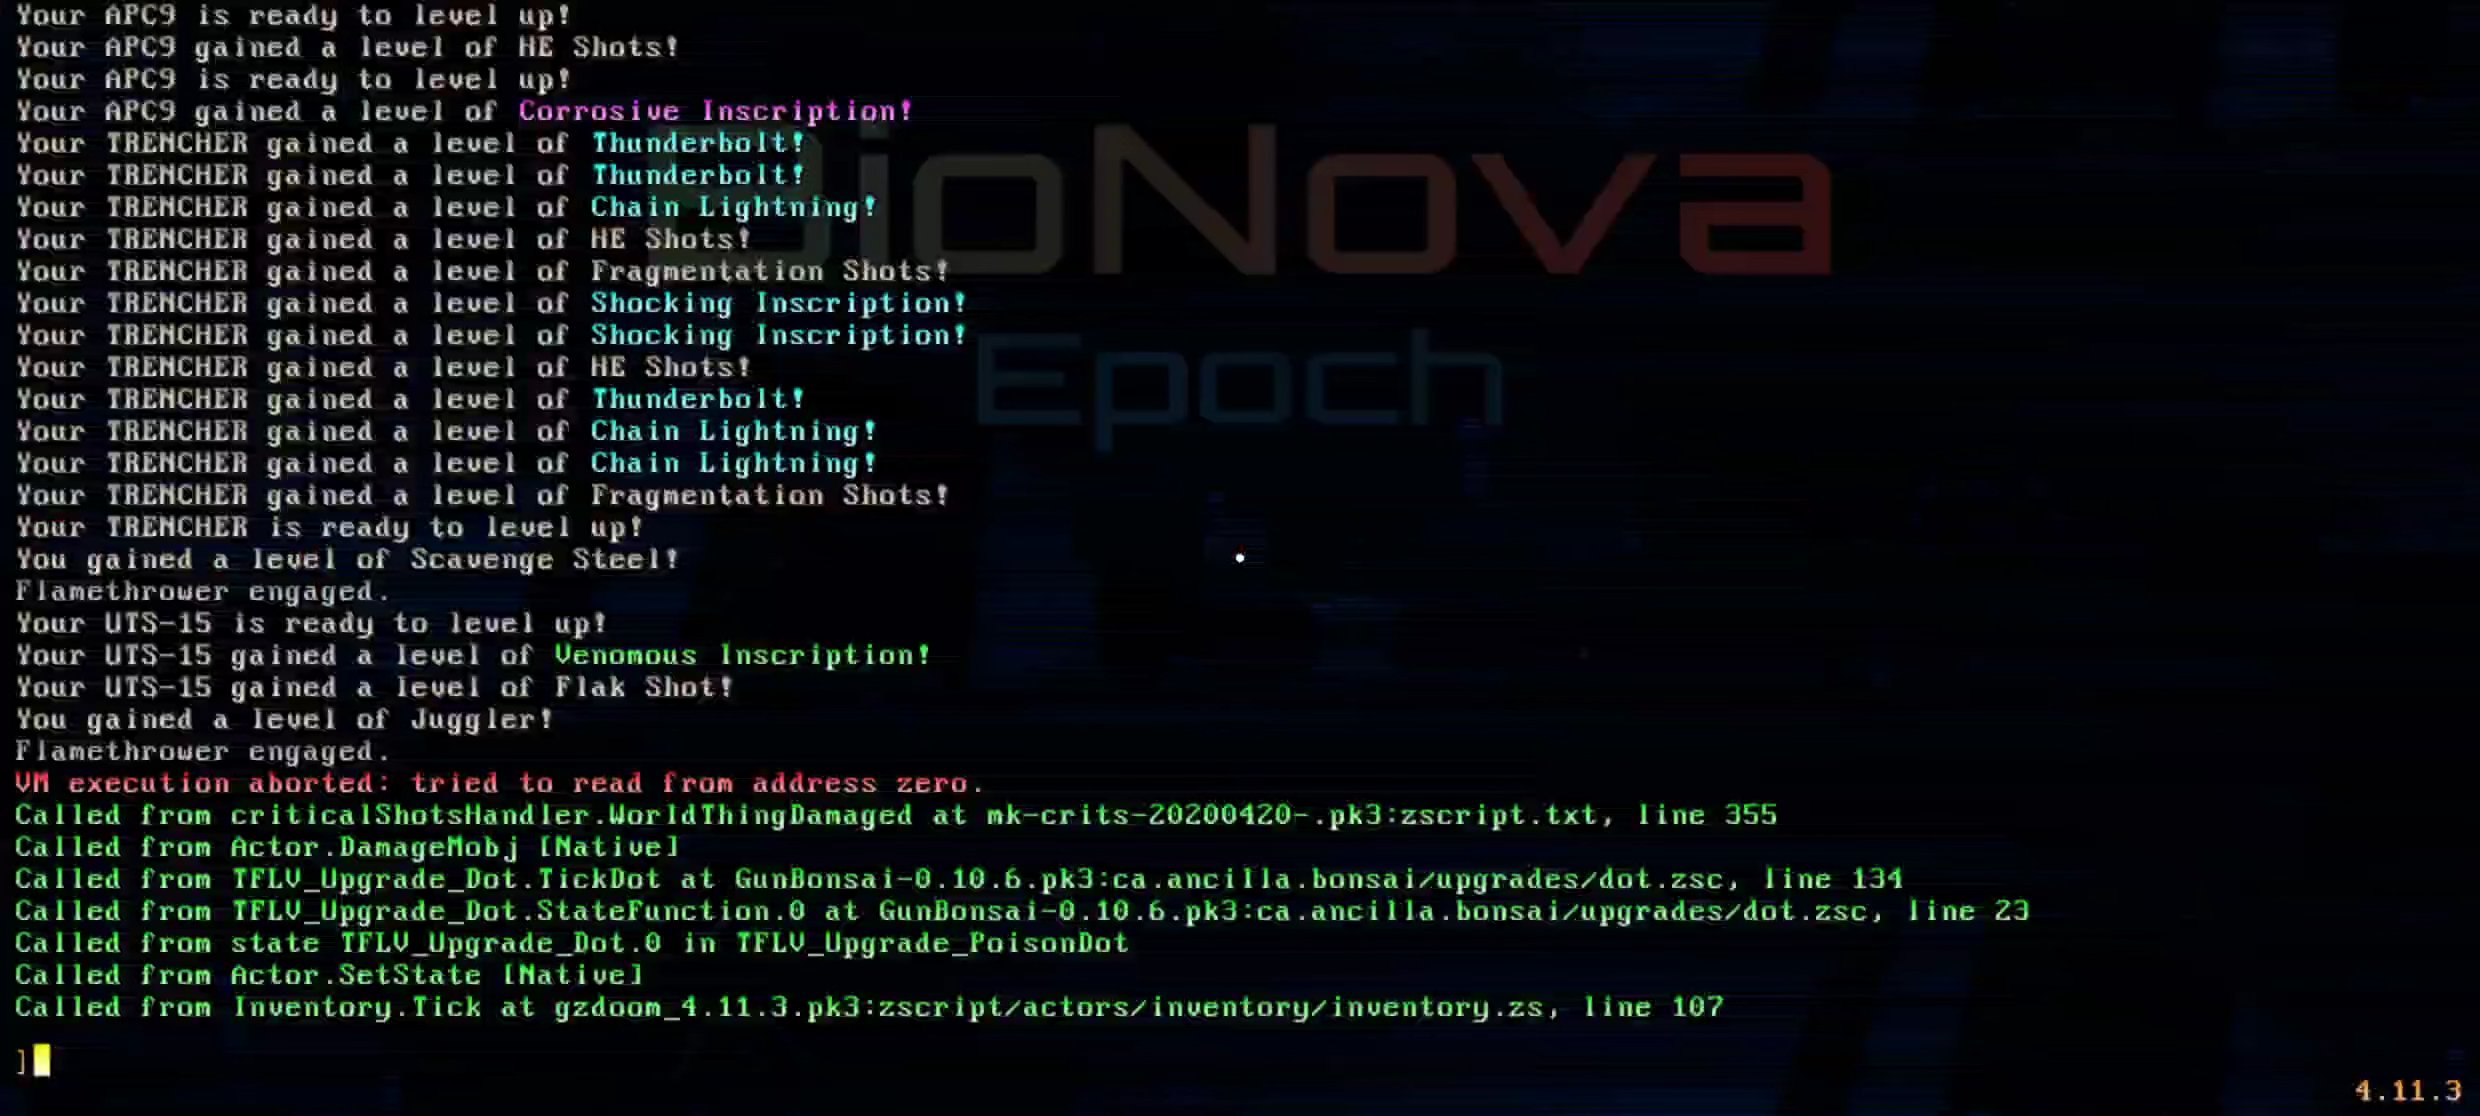 Your APC9 is ready to level up!
Your APC9 gained a level of HE Shots!
Your APC9 is ready to level up!
Your APC9 gained a level of Corrosive Inscription!
Your TRENCHER gained a level of Thunderbolt!
Your TRENCHER gained a level of Thunderbolt!
Your TRENCHER gained a level of Chain Lightning!
Your TRENCHER gained a level of HE Shots!
Your TRENCHER gained a level of Fragmentation Shots!
Your TRENCHER gained a level of Shocking Inscription!
Your TRENCHER gained a level of Shocking Inscription!
Your TRENCHER gained a level of HE Shots!
Your TRENCHER gained a level of Thunderbolt!
Your TRENCHER gained a level of Chain Lightning!
Your TRENCHER gained a level of Chain Lightning!
Your TRENCHER gained a level of Fragmentation Shots!
Your TRENCHER is ready to level up!
You gained a level of Scavenge Steel!
Flamethrower engaged.
Your UTS-15 is ready to level up!
Your UTS-15 gained a level of Venomous Inscription!
Your UTS-15 gained a level of Flak Shot!
You gained a level of Juggler!
Flamethrower engaged.
VM execution aborted: tried to read from address zero.
Called from criticalShotsHandler.WorldThingDamaged at mk-crits-20200420-.pk3:zscript.txt, line 355
Called from Actor.DamageMobj [Native]
Called from TFLV_Upgrade_Dot.TickDot at GunBonsai-0.10.6.pk3:ca.ancilla.bonsai/upgrades/dot.zsc, line 134
Called from TFLV_Upgrade_Dot.StateFunction.0 at GunBonsai-0.10.6.pk3:ca.ancilla.bonsai/upgrades/dot.zsc, line 23
Called from state TFLV_Upgrade_Dot.0 in TFLV_Upgrade_PoisonDot
Called from Actor.SetState [Native]
Called from Inventory.Tick at gzdoom_4.11.3.pk3:zscript/actors/inventory/inventory.zs, line 107
]
4.11.3
BioNova
Epoch